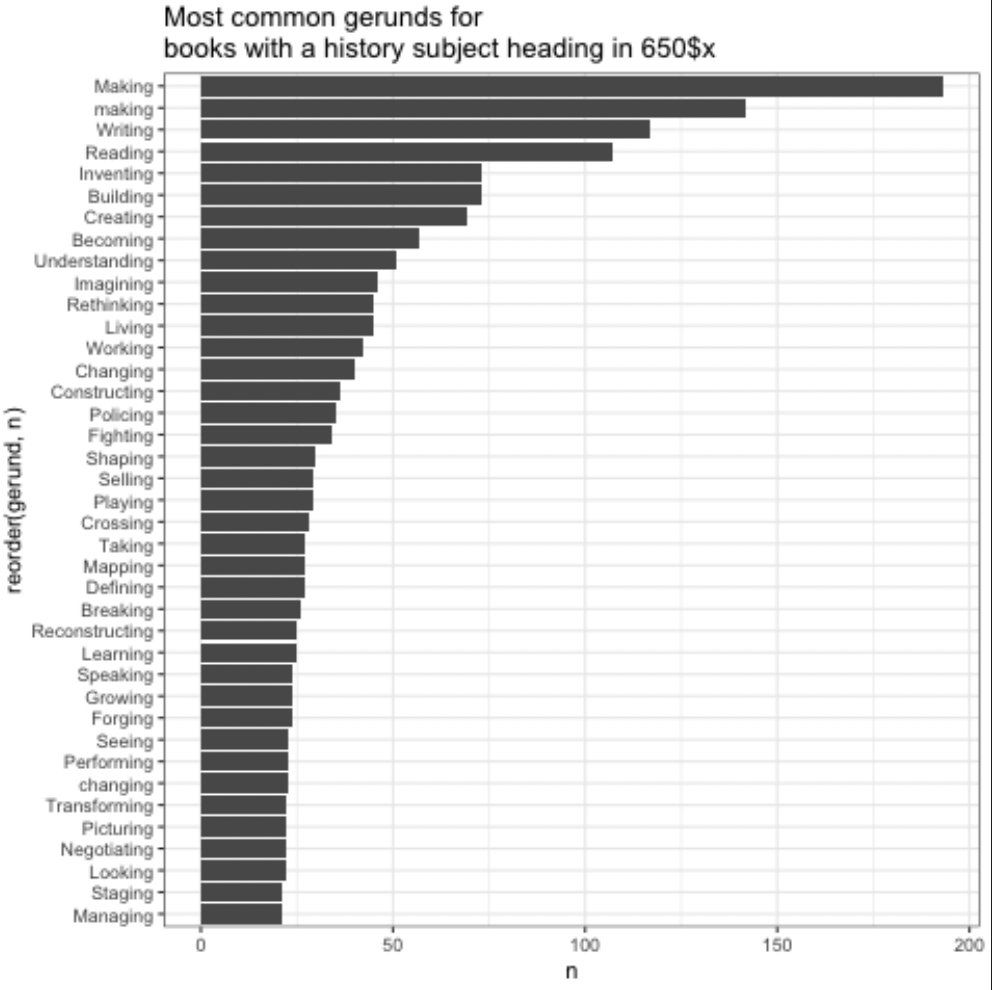 Most common gerunds for
books with a history subject heading in 650$x
Making
making
Writing
Reading
Inventing
Building
Creating
Becoming
Understanding
Imagining
Rethinking
Living
Working
Changing
Constructing
Policing
Fighting
Shaping
Selling
Playing
Crossing
Taking
Mapping
Defining
Breaking
Reconstructing
Learning
Speaking
Growing
Forging
Seeing
Performing
changing
Transforming
Picturing
Negotiating
Looking
Staging
Managing
reorder(gerund, n)
0 50 100 150 200
n